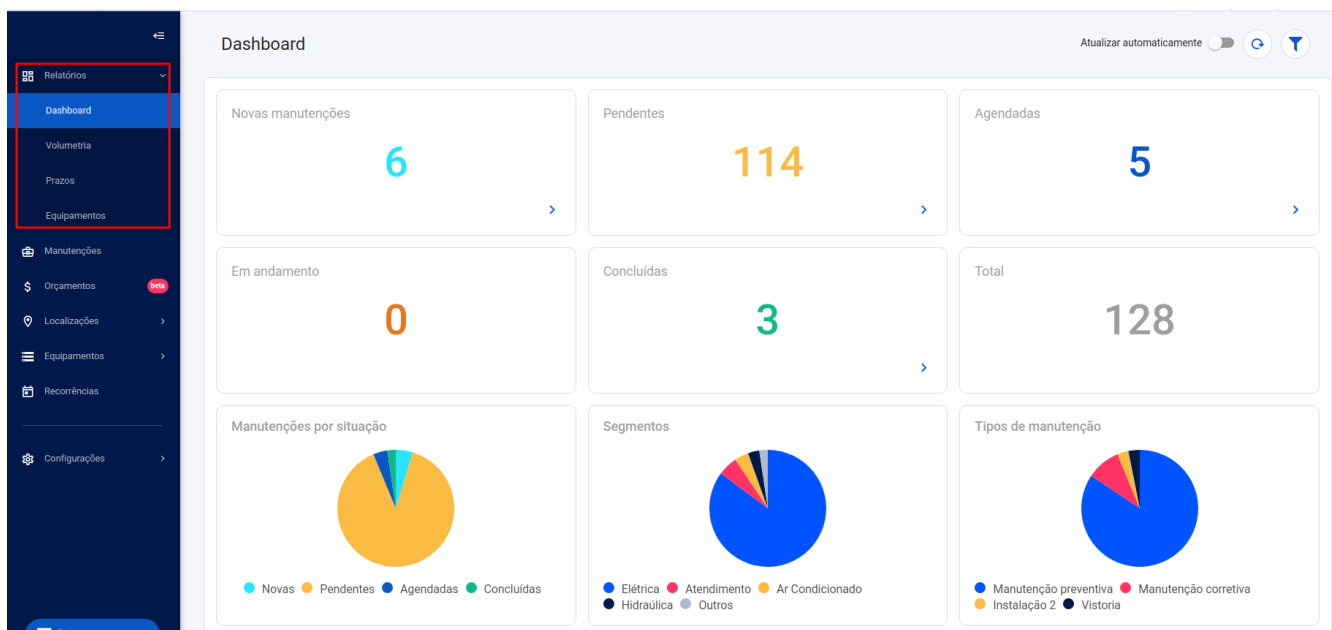 Dashboard
Atualizar automaticamente
Relatórios
Dashboard
Volumetria
Prazos
Equipamentos
Manutenções
Orçamentos beta
Localizações
Equipamentos
Recorrências
Configurações
Novas manutenções
6
Pendentes
114
Agendadas
5
Em andamento
0
Concluídas
3
Total
128
Manutenções por situação
Novas Pendentes Agendadas Concluídas
Segmentos
Elétrica Atendimento Ar Condicionado
Hidraúlica Outros
Tipos de manutenção
Manutenção preventiva Manutenção corretiva
Instalação 2 Vistoria